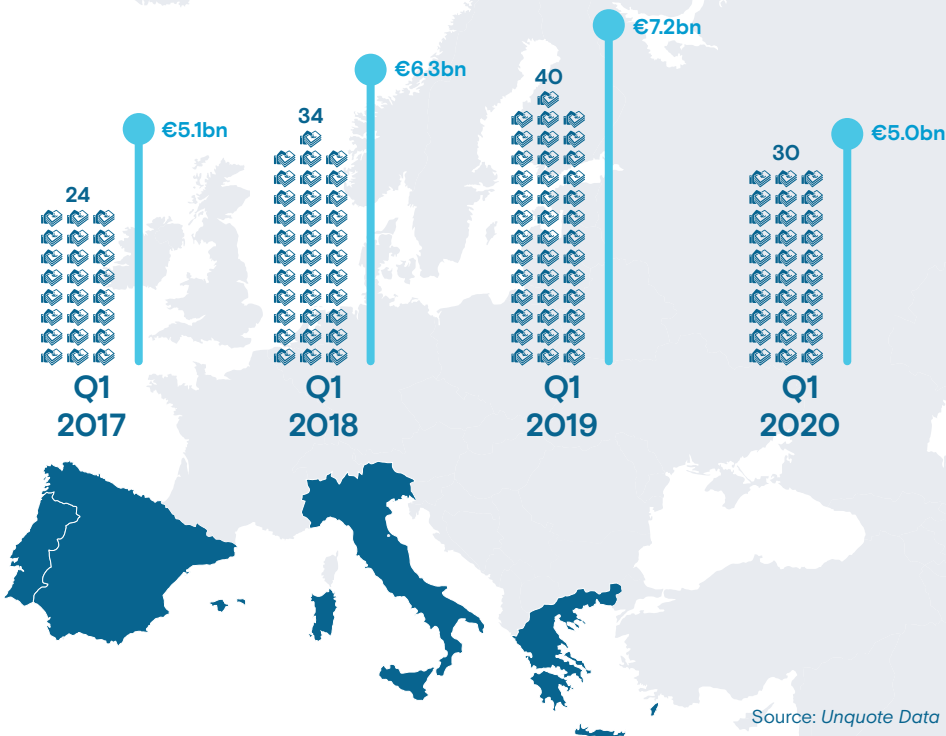 €7.2bn
€6.3bn
40
34
€5.1bn
€5.0bn
30
24
Q1
2017
Q1
2018
Q1
2019
Q1
2020
Source: Unquote Data